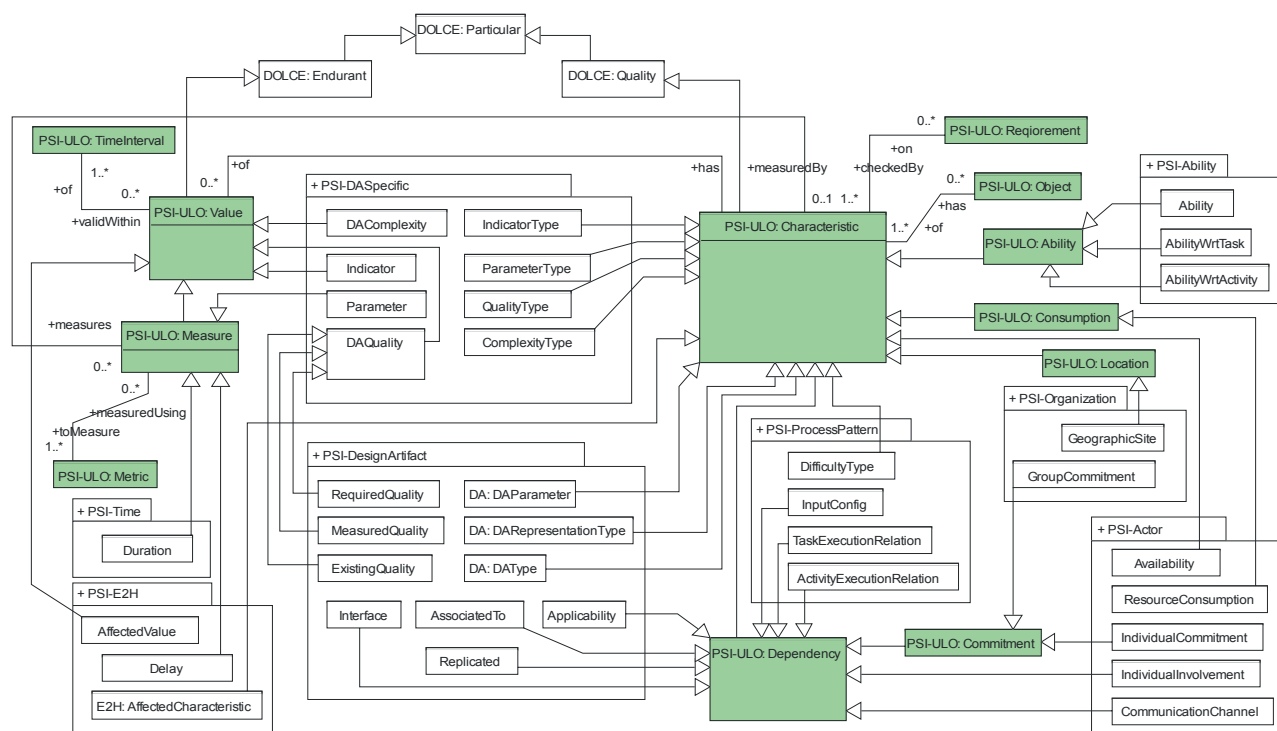 DOLCE: Particular
DOLCE: Endurant
DOLCE: Quality
PSI-ULO: TimeInterval
PSI-ULO: Reqiorement
0..*
+on
+checkedBy
+measuredBy
+has
+of
0..*
1..*
+of
0..*
+validWithin
PSI-ULO: Value
+ PSI-DASpecific
DAComplexity
IndicatorType
Indicator
ParameterType
Parameter
QualityType
DAQuality
ComplexityType
0..1
1..*
PSI-ULO: Characteristic
0..*
PSI-ULO: Object
+has
1..*
+of
PSI-ULO: Ability
+ PSI-Ability
Ability
AbilityWrtTask
AbilityWrtActivity
PSI-ULO: Consumption
PSI-ULO: Location
+measures
PSI-ULO: Measure
0..*
0..*
+measuredUsing
+toMeasure
1..*
PSI-ULO: Metric
+ PSI-Organization
GeographicSite
GroupCommitment
+ PSI-ProcessPattern
DifficultyType
InputConfig
TaskExecutionRelation
ActivityExecutionRelation
+ PSI-DesignArtifact
RequiredQuality
DA: DAParameter
MeasuredQuality
DA: DARepresentationType
ExistingQuality
DA: DAType
Interface
AssociatedTo
Applicability
Replicated
+ PSI-Time
Duration
+ PSI-E2H
AffectedValue
Delay
E2H: AffectedCharacteristic
PSI-ULO: Dependency
PSI-ULO: Commitment
+ PSI-Actor
Availability
ResourceConsumption
IndividualCommitment
IndividualInvolvement
CommunicationChannel